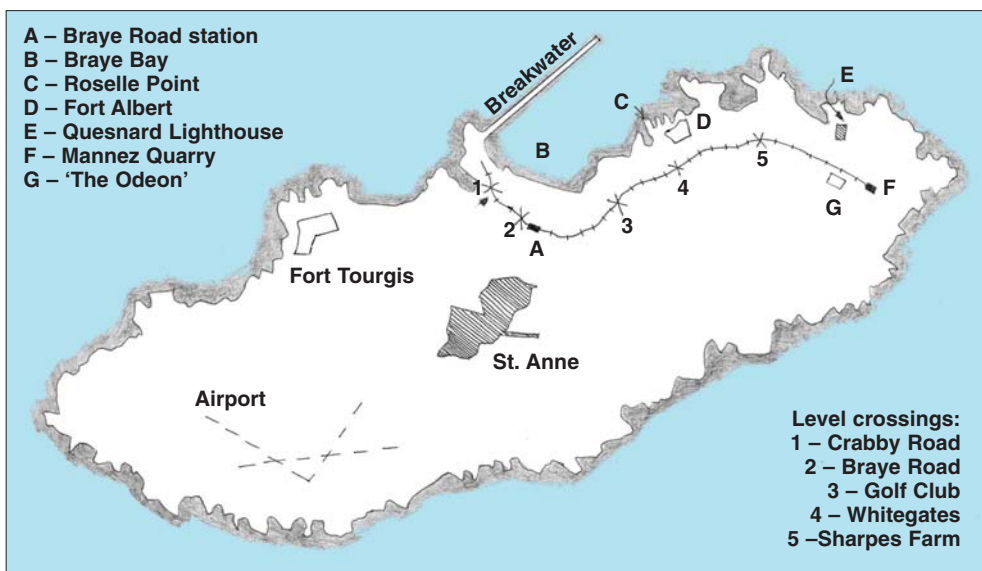 A – Braye Road station
B – Braye Bay
C – Roselle Point
D – Fort Albert
E – Quesnard Lighthouse
F – Mannez Quarry
G – 'The Odeon'
Breakwater
E
C
D
B
5
4
1
F
G
2
3
A
Fort Tourgis
St. Anne
Airport
Level crossings:
1 – Crabby Road
2 – Braye Road
3 – Golf Club
4 – Whitegates
5 –Sharpes Farm